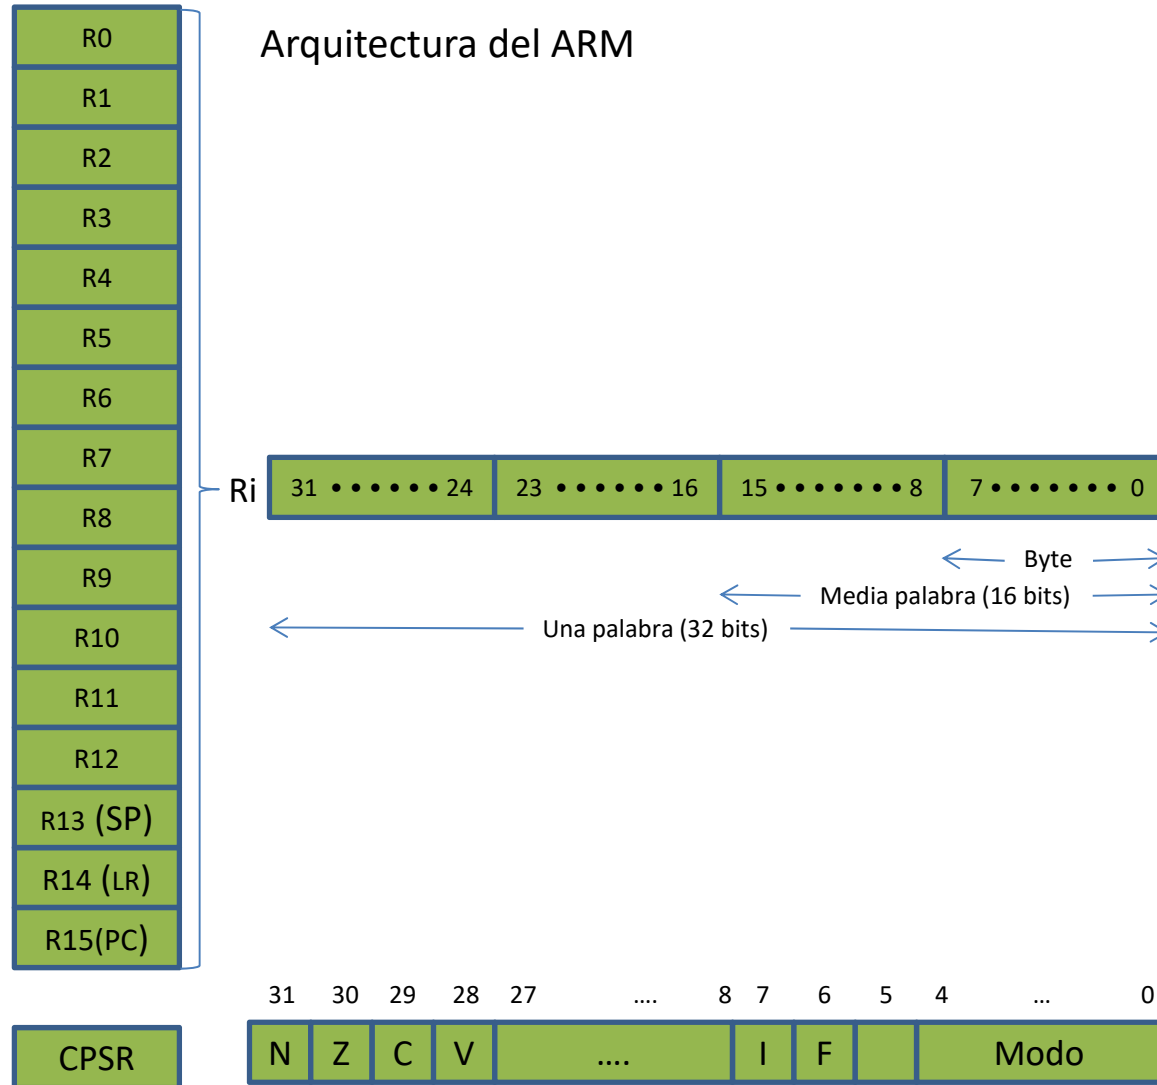 Arquitectura del ARM
R0
R1
R2
R3
R4
R5
R6
R7
R8
R9
R10
R11
R12
R13 (SP)
R14 (LR)
R15(PC)
Ri
31 •••••• 24 23 •••••• 16 15 ••••••• 8 7 ••••••• 0
Byte
Media palabra (16 bits)
Una palabra (32 bits)
31 30 29 28 27 .... 8 7 6 5 4 ... 0
CPSR
N Z C V .... I F Modo